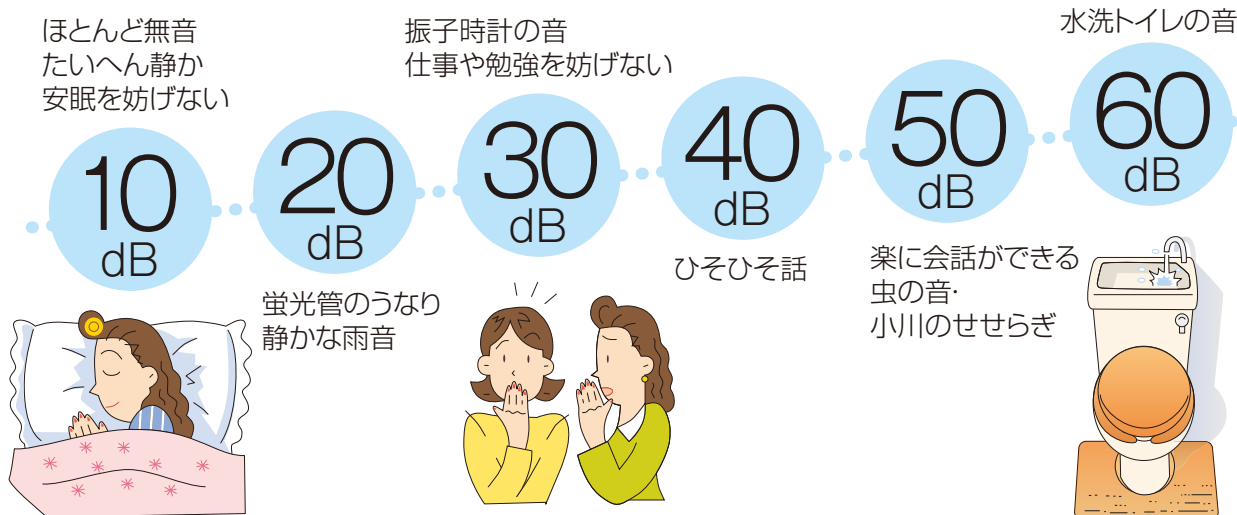 ほとんど無音
たいへん静か
安眠を妨げない
10
dB
20
dB
蛍光管のうなり
静かな雨音
振子時計の音
仕事や勉強を妨げない
30
dB
40
dB
ひそひそ話
50
dB
楽に会話ができる
虫の音・
小川のせせらぎ
水洗トイレの音
60
dB